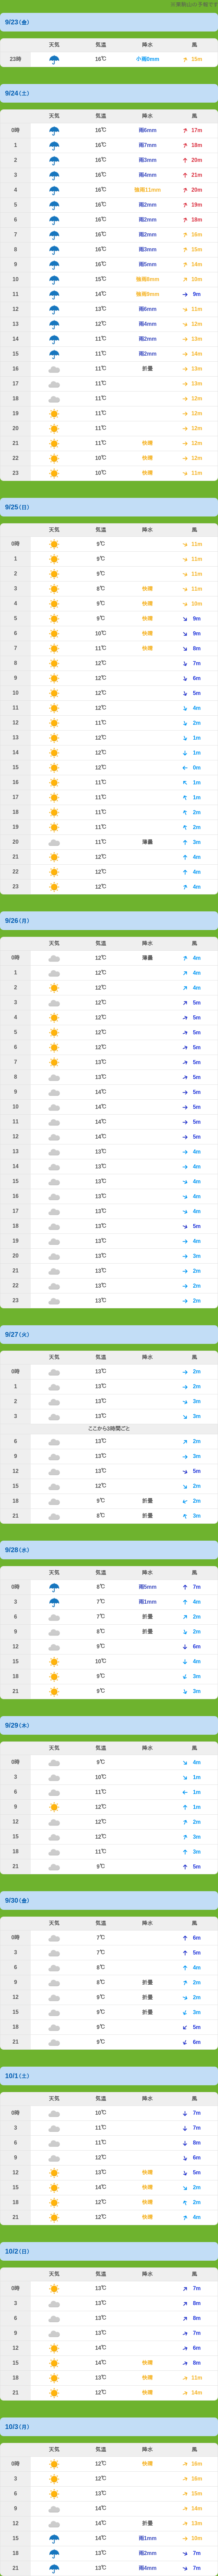 9/23(金)
天気 気温 降水 風
23時 16℃ 小雨0mm 15m
9/24(土)
天気 気温 降水 風
0時 16℃ 雨6mm 17m
1 16℃ 雨7mm 18m
2 16℃ 雨3mm 20m
3 16℃ 雨4mm 21m
4 16℃ 強雨11mm 20m
5 16℃ 雨2mm 19m
6 16℃ 雨2mm 18m
7 16℃ 雨2mm 16m
8 16℃ 雨3mm 15m
9 16℃ 雨5mm 14m
10 15℃ 強雨8mm 10m
11 14℃ 強雨9mm 9m
12 13℃ 雨6mm 11m
13 12℃ 雨4mm 12m
14 11℃ 雨2mm 13m
15 11℃ 雨2mm 14m
16 11℃ 折曇 13m
17 11℃ 13m
18 11℃ 12m
19 11℃ 12m
20 11℃ 12m
21 11℃ 快晴 12m
22 10℃ 快晴 12m
23 10℃ 快晴 11m
9/25(日)
天気 気温 降水 風
0時 9℃ 11m
1 9℃ 11m
2 9℃ 11m
3 8℃ 快晴 11m
4 9℃ 快晴 10m
5 9℃ 快晴 9m
6 10℃ 快晴 9m
7 11℃ 快晴 8m
8 12℃ 7m
9 12℃ 6m
10 12℃ 5m
11 12℃ 4m
12 11℃ 2m
13 12℃ 1m
14 12℃ 1m
15 12℃ 0m
16 11℃ 1m
17 11℃ 1m
18 11℃ 2m
19 11℃ 2m
20 11℃ 薄曇 3m
21 12℃ 4m
22 12℃ 4m
23 12℃ 4m
9/26(月)
天気 気温 降水 風
0時 12℃ 薄曇 4m
1 12℃ 4m
2 12℃ 4m
3 12℃ 5m
4 12℃ 5m
5 12℃ 5m
6 12℃ 5m
7 13℃ 5m
8 13℃ 5m
9 14℃ 5m
10 14℃ 5m
11 14℃ 5m
12 14℃ 5m
13 13℃ 4m
14 13℃ 4m
15 13℃ 4m
16 13℃ 4m
17 13℃ 4m
18 13℃ 5m
19 13℃ 4m
20 13℃ 3m
21 13℃ 2m
22 13℃ 2m
23 13℃ 2m
9/27(火)
天気 気温 降水 風
0時 13℃ 2m
1 13℃ 2m
2 13℃ 3m
3 13℃ 3m
ここから3時間ごと
6 13℃ 2m
9 13℃ 3m
12 13℃ 5m
15 12℃ 2m
18 9℃ 折曇 2m
21 8℃ 折曇 3m
9/28(水)
天気 気温 降水 風
0時 8℃ 雨5mm 7m
3 7℃ 雨1mm 4m
6 7℃ 折曇 2m
9 8℃ 折曇 2m
12 9℃ 6m
15 10℃ 4m
18 9℃ 3m
21 9℃ 3m
9/29(木)
天気 気温 降水 風
0時 9℃ 4m
3 10℃ 1m
6 11℃ 1m
9 12℃ 1m
12 12℃ 2m
15 12℃ 3m
18 11℃ 3m
21 9℃ 5m
9/30(金)
天気 気温 降水 風
0時 7℃ 6m
3 7℃ 5m
6 8℃ 4m
9 8℃ 折曇 2m
12 9℃ 折曇 2m
15 9℃ 折曇 3m
18 9℃ 5m
21 9℃ 6m
10/1(土)
天気 気温 降水 風
0時 10℃ 7m
3 11℃ 7m
6 11℃ 8m
9 12℃ 6m
12 13℃ 快晴 5m
15 14℃ 快晴 2m
18 12℃ 快晴 2m
21 12℃ 快晴 4m
10/2(日)
天気 気温 降水 風
0時 13℃ 7m
3 13℃ 8m
6 13℃ 8m
9 13℃ 7m
12 14℃ 6m
15 14℃ 快晴 8m
18 13℃ 快晴 11m
21 12℃ 快晴 14m
10/3(月)
天気 気温 降水 風
0時 12℃ 快晴 16m
3 12℃ 16m
6 13℃ 15m
9 14℃ 14m
12 14℃ 折曇 13m
15 14℃ 雨1mm 10m
18 13℃ 雨2mm 7m
21 13℃ 雨4mm 7m